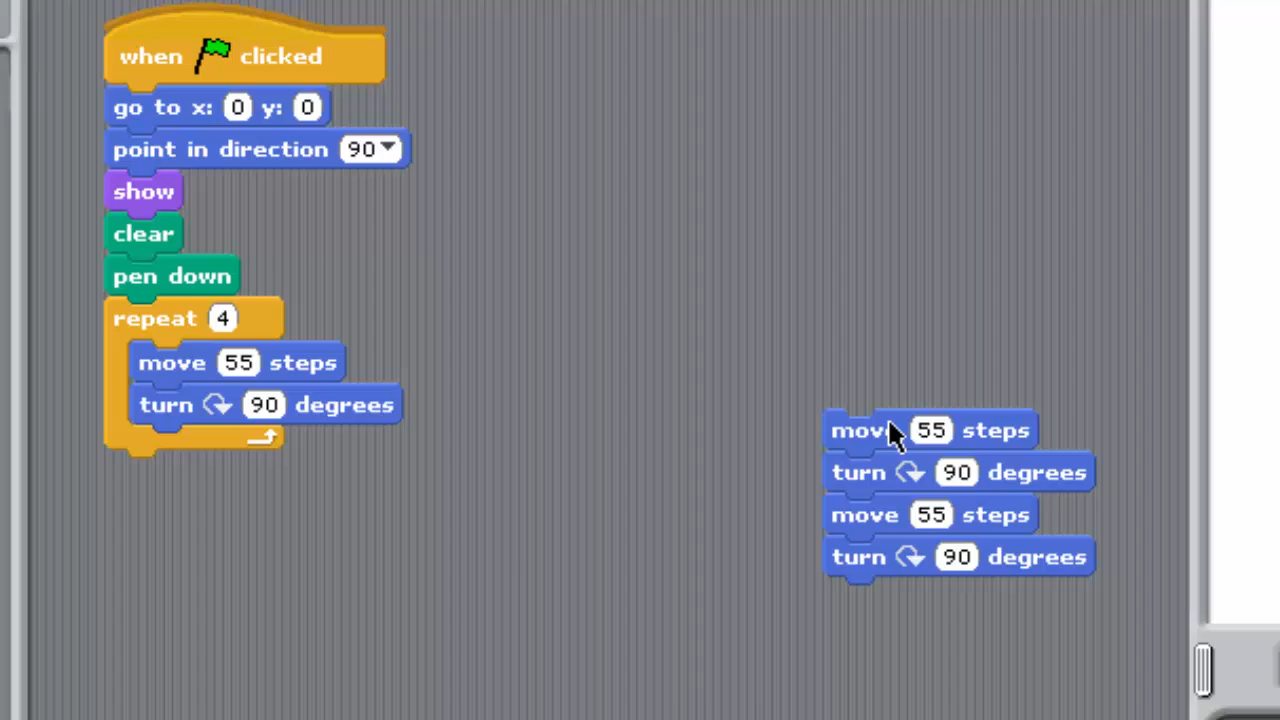 when clicked
go to x: 0 y: 0
point in direction 90
show
clear
pen down
repeat 4
move 55 steps
turn 90 degrees
move 55 steps
turn 90 degrees
move 55 steps
turn 90 degrees